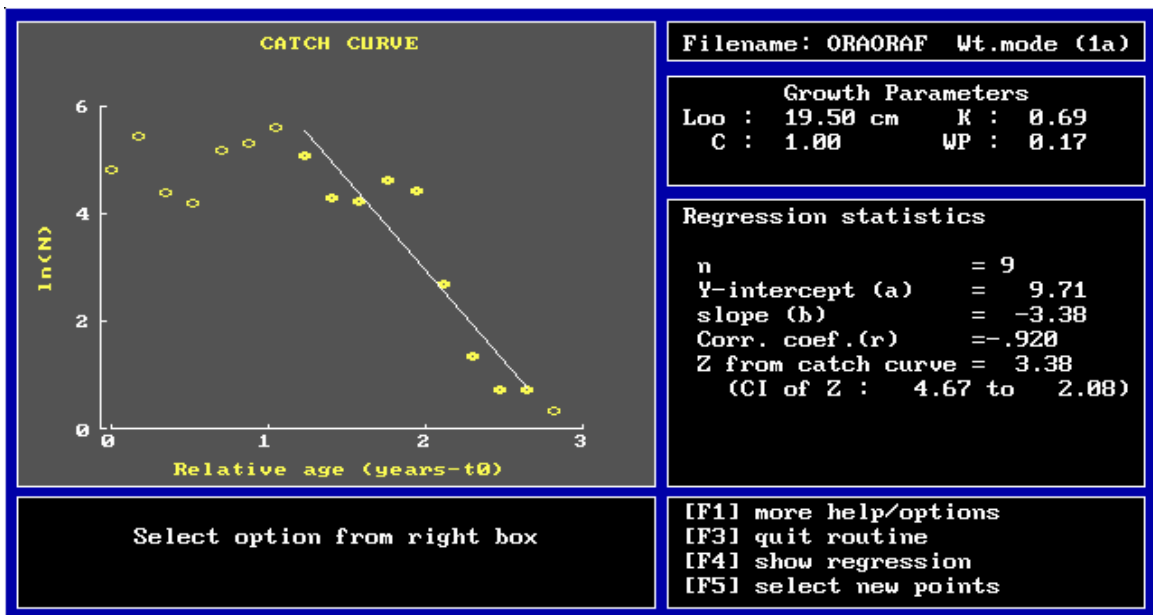 CATCH CURVE
6
4
2
0
ln(N)
0 1 2 3
Relative age (years-t0)
Select option from right box
Filename: ORAORAF Wt.mode (1a)
Growth Parameters
Loo : 19.50 cm K : 0.69
C : 1.00 WP : 0.17
Regression statistics
n = 9
Y-intercept (a) = 9.71
slope (b) = -3.38
Corr. coef.(r) =-.920
Z from catch curve = 3.38
(CI of Z : 4.67 to 2.08)
[F1] more help/options
[F3] quit routine
[F4] show regression
[F5] select new points